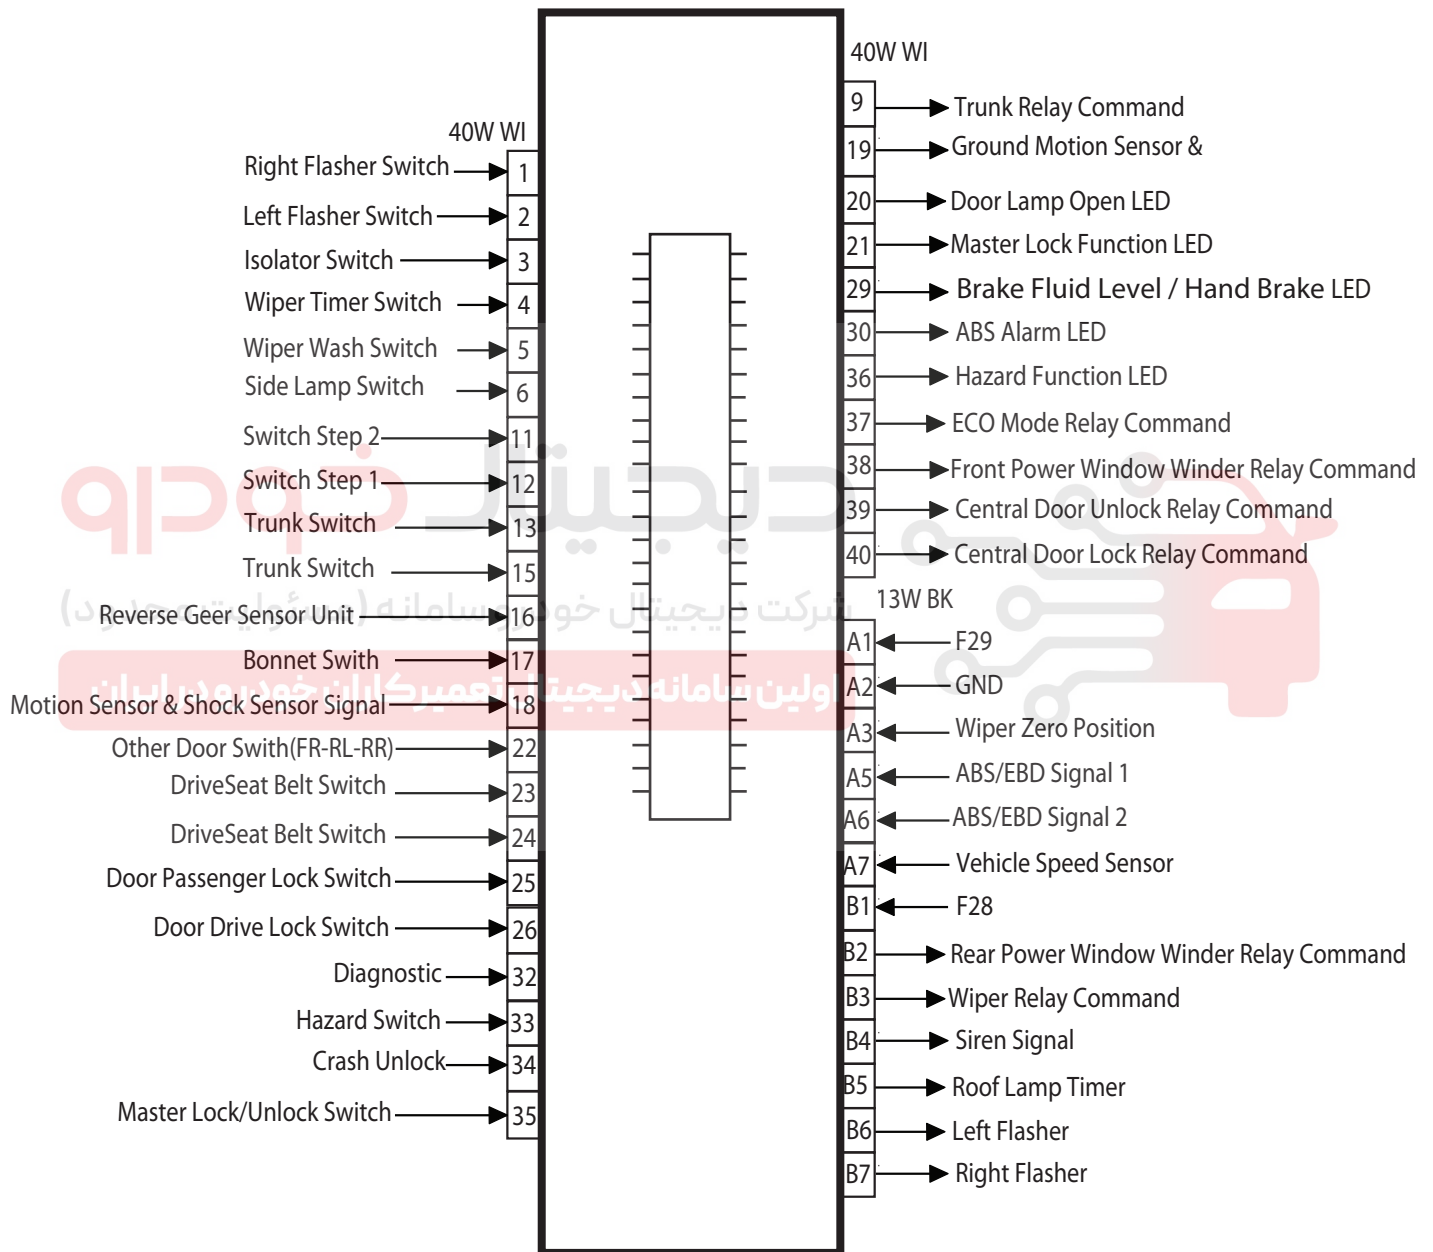 40W WI
Right Flasher Switch 1
Left Flasher Switch 2
Isolator Switch 3
Wiper Timer Switch 4
Wiper Wash Switch 5
Side Lamp Switch 6
Switch Step 2 11
Switch Step 1 12
Trunk Switch 13
Trunk Switch 15
Reverse Geer Sensor Unit 16
Bonnet Swith 17
Motion Sensor & Shock Sensor Signal 18
Other Door Swith(FR-RL-RR) 22
DriveSeat Belt Switch 23
DriveSeat Belt Switch 24
Door Passenger Lock Switch 25
Door Drive Lock Switch 26
Diagnostic 32
Hazard Switch 33
Crash Unlock 34
Master Lock/Unlock Switch 35
40W WI
9 Trunk Relay Command
19 Ground Motion Sensor &
20 Door Lamp Open LED
21 Master Lock Function LED
29 Brake Fluid Level / Hand Brake LED
30 ABS Alarm LED
36 Hazard Function LED
37 ECO Mode Relay Command
38 Front Power Window Winder Relay Command
39 Central Door Unlock Relay Command
40 Central Door Lock Relay Command
13W BK
A1 F29
A2 GND
A3 Wiper Zero Position
A5 ABS/EBD Signal 1
A6 ABS/EBD Signal 2
A7 Vehicle Speed Sensor
B1 F28
B2 Rear Power Window Winder Relay Command
B3 Wiper Relay Command
B4 Siren Signal
B5 Roof Lamp Timer
B6 Left Flasher
B7 Right Flasher
دیجیتال خودرو
شرکت دیجیتال خودرو سامانه (مسئولیت محدود)
اولین سامانه دیجیتال تعمیرکاران خودرو در ایران